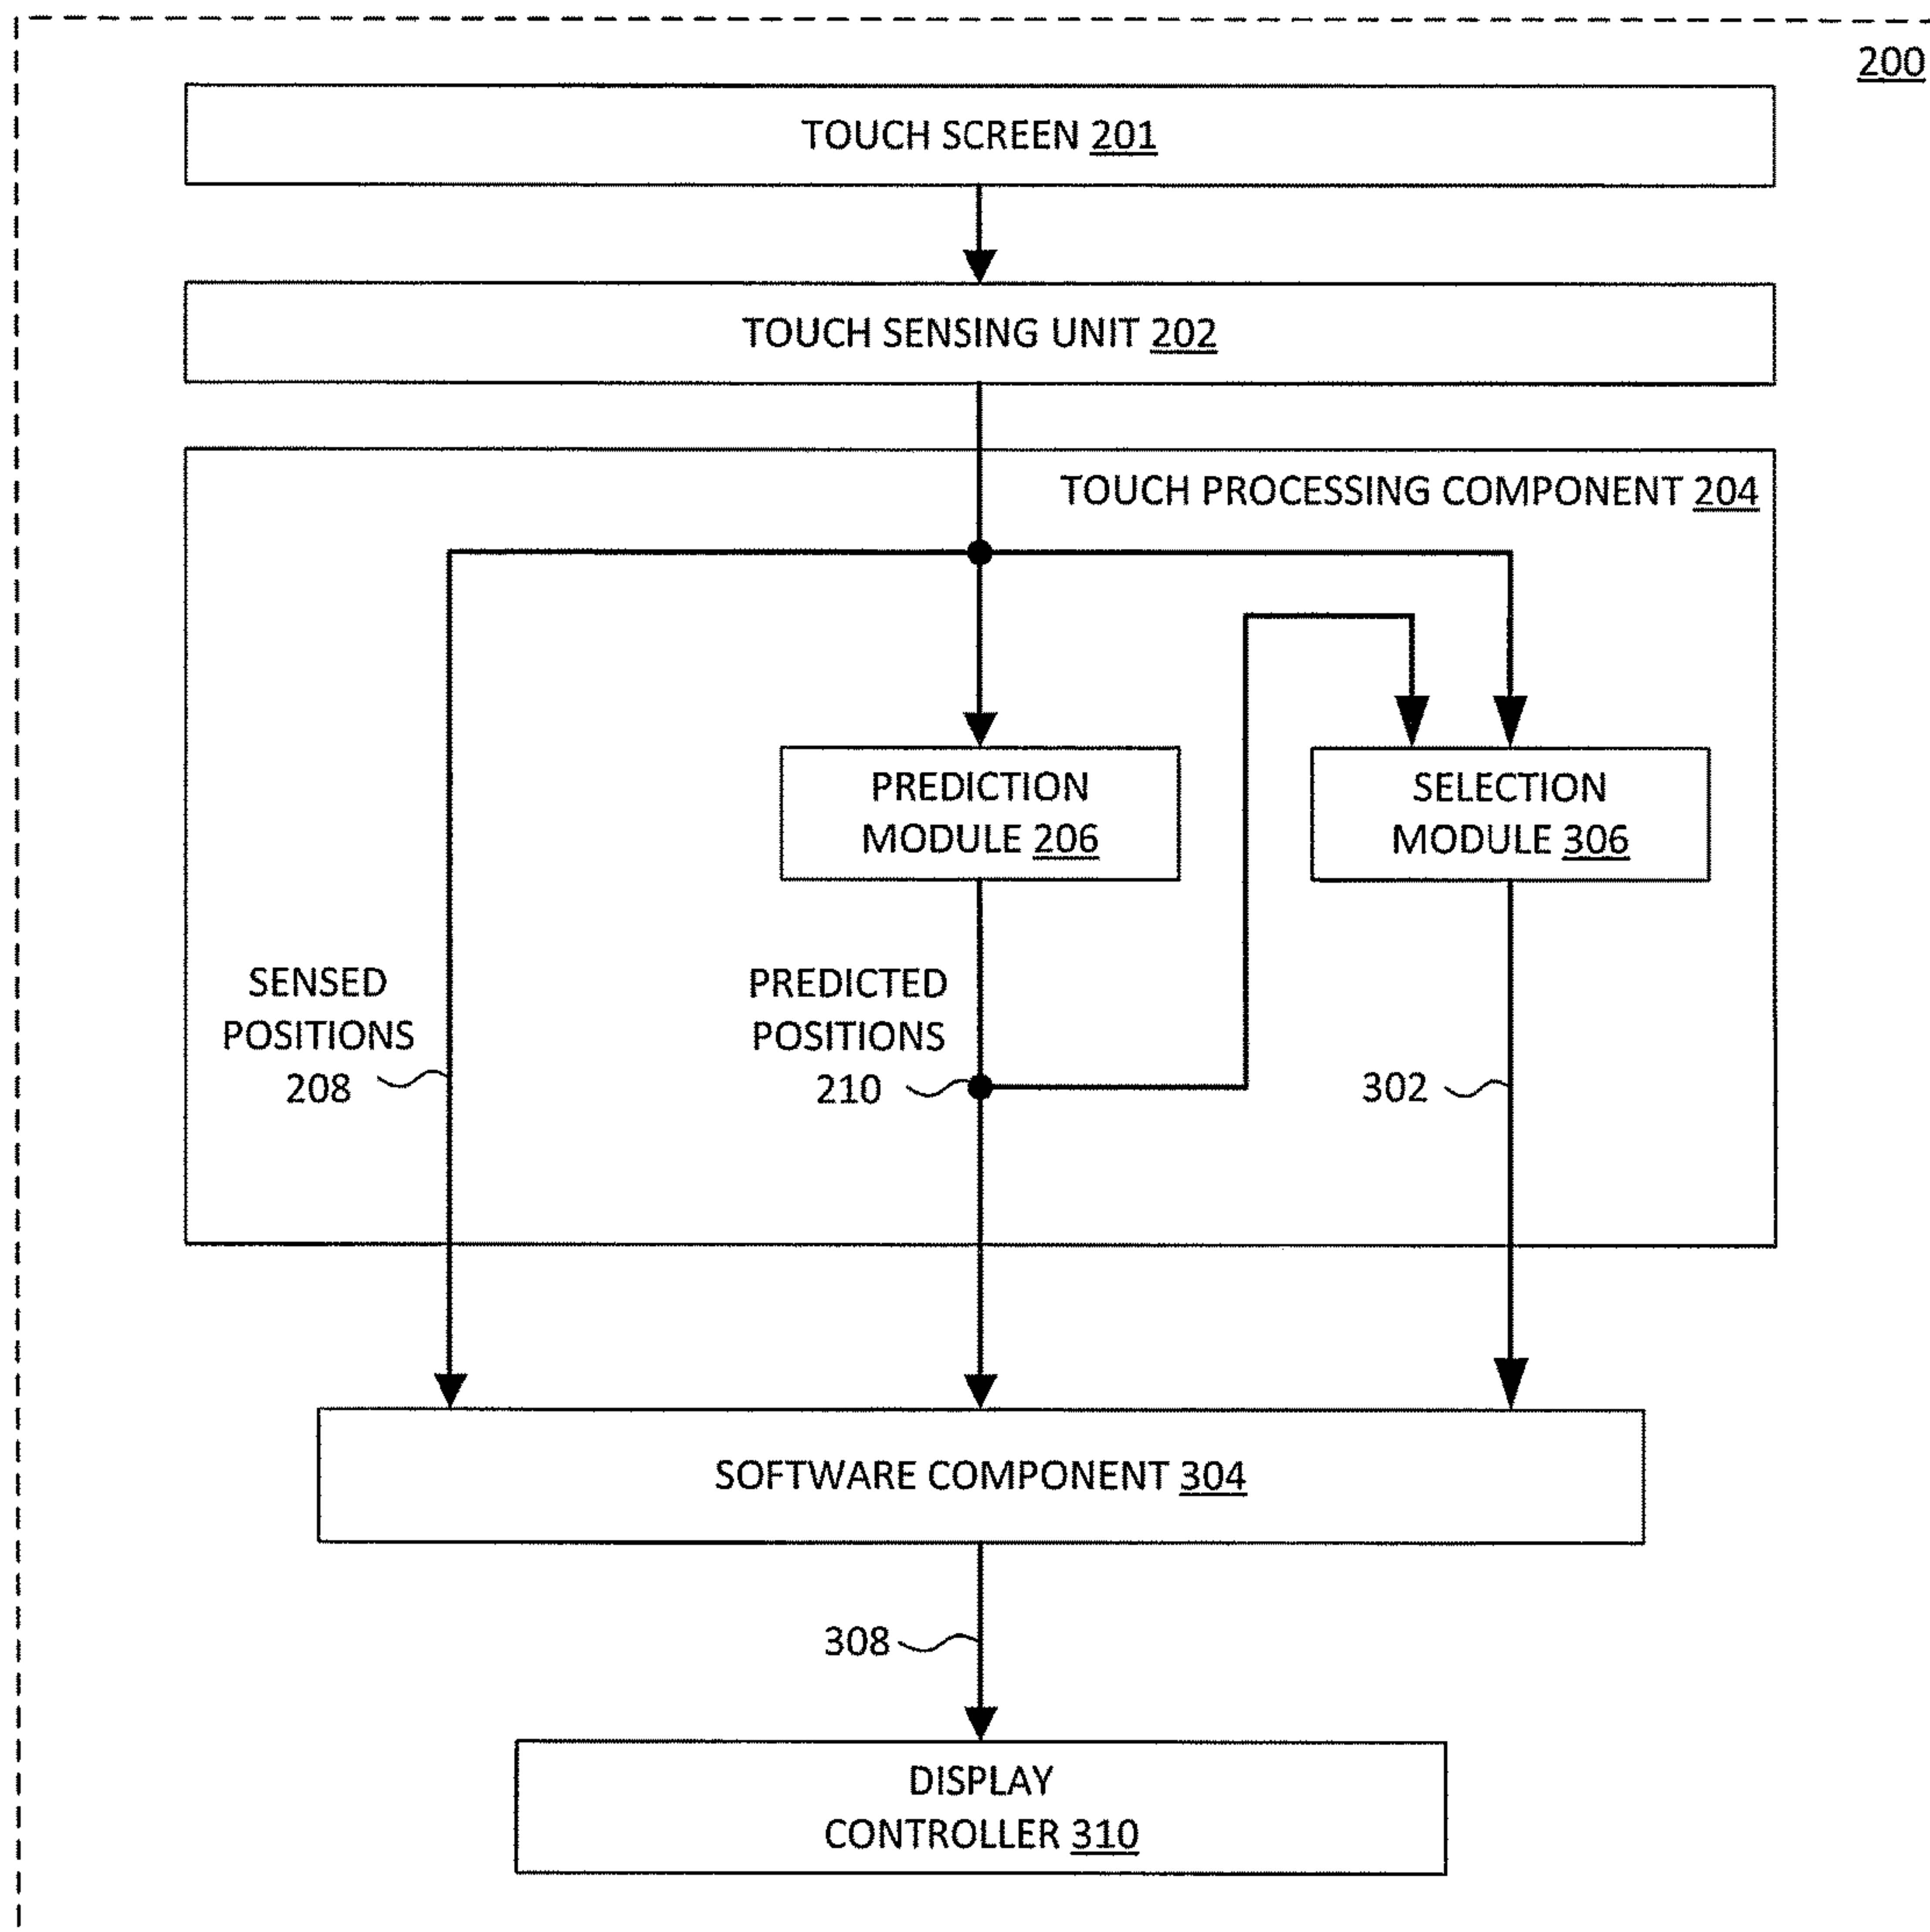 200
TOUCH SCREEN 201
TOUCH SENSING UNIT 202
TOUCH PROCESSING COMPONENT 204
PREDICTION
MODULE 206
SELECTION
MODULE 306
SENSED
POSITIONS
208
PREDICTED
POSITIONS
210
302
SOFTWARE COMPONENT 304
308
DISPLAY
CONTROLLER 310